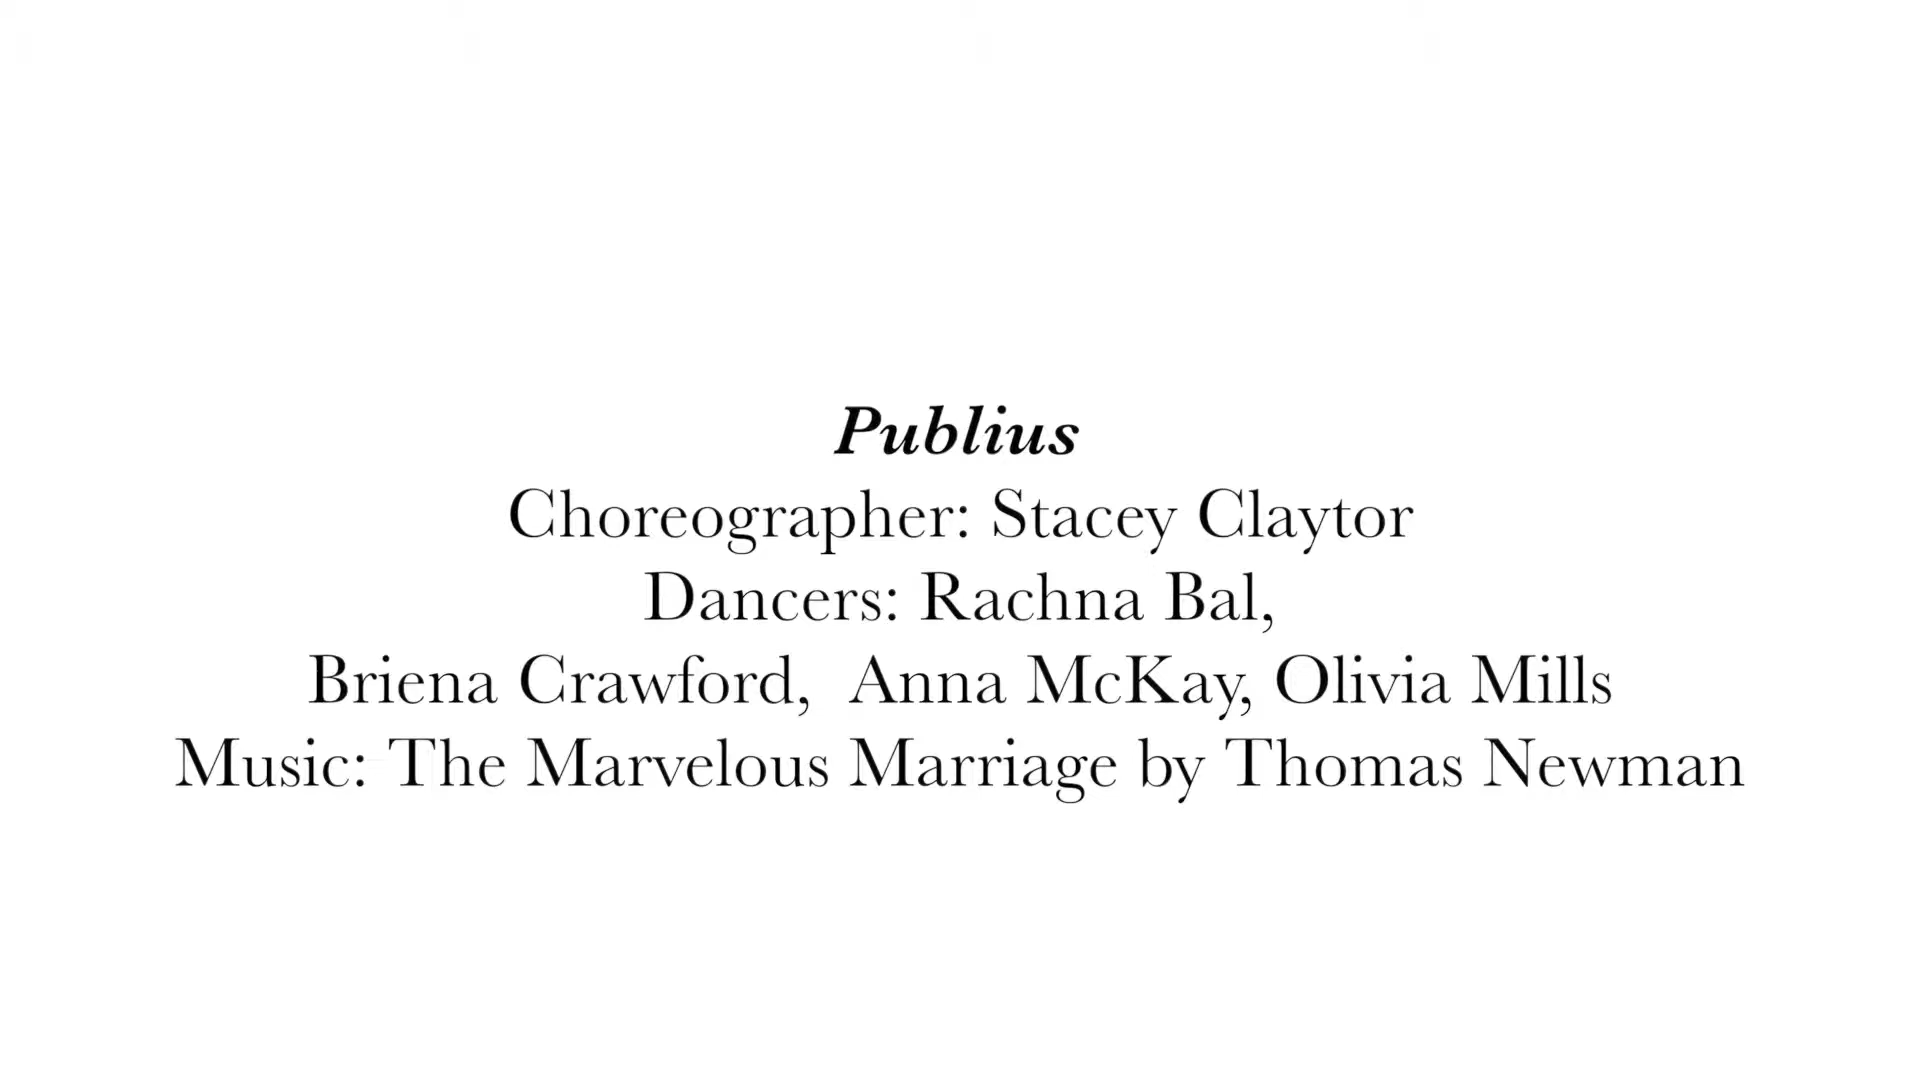 Publius
Choreographer: Stacey Claytor
Dancers: Rachna Bal,
Briena Crawford,  Anna McKay, Olivia Mills
Music: The Marvelous Marriage by Thomas Newman